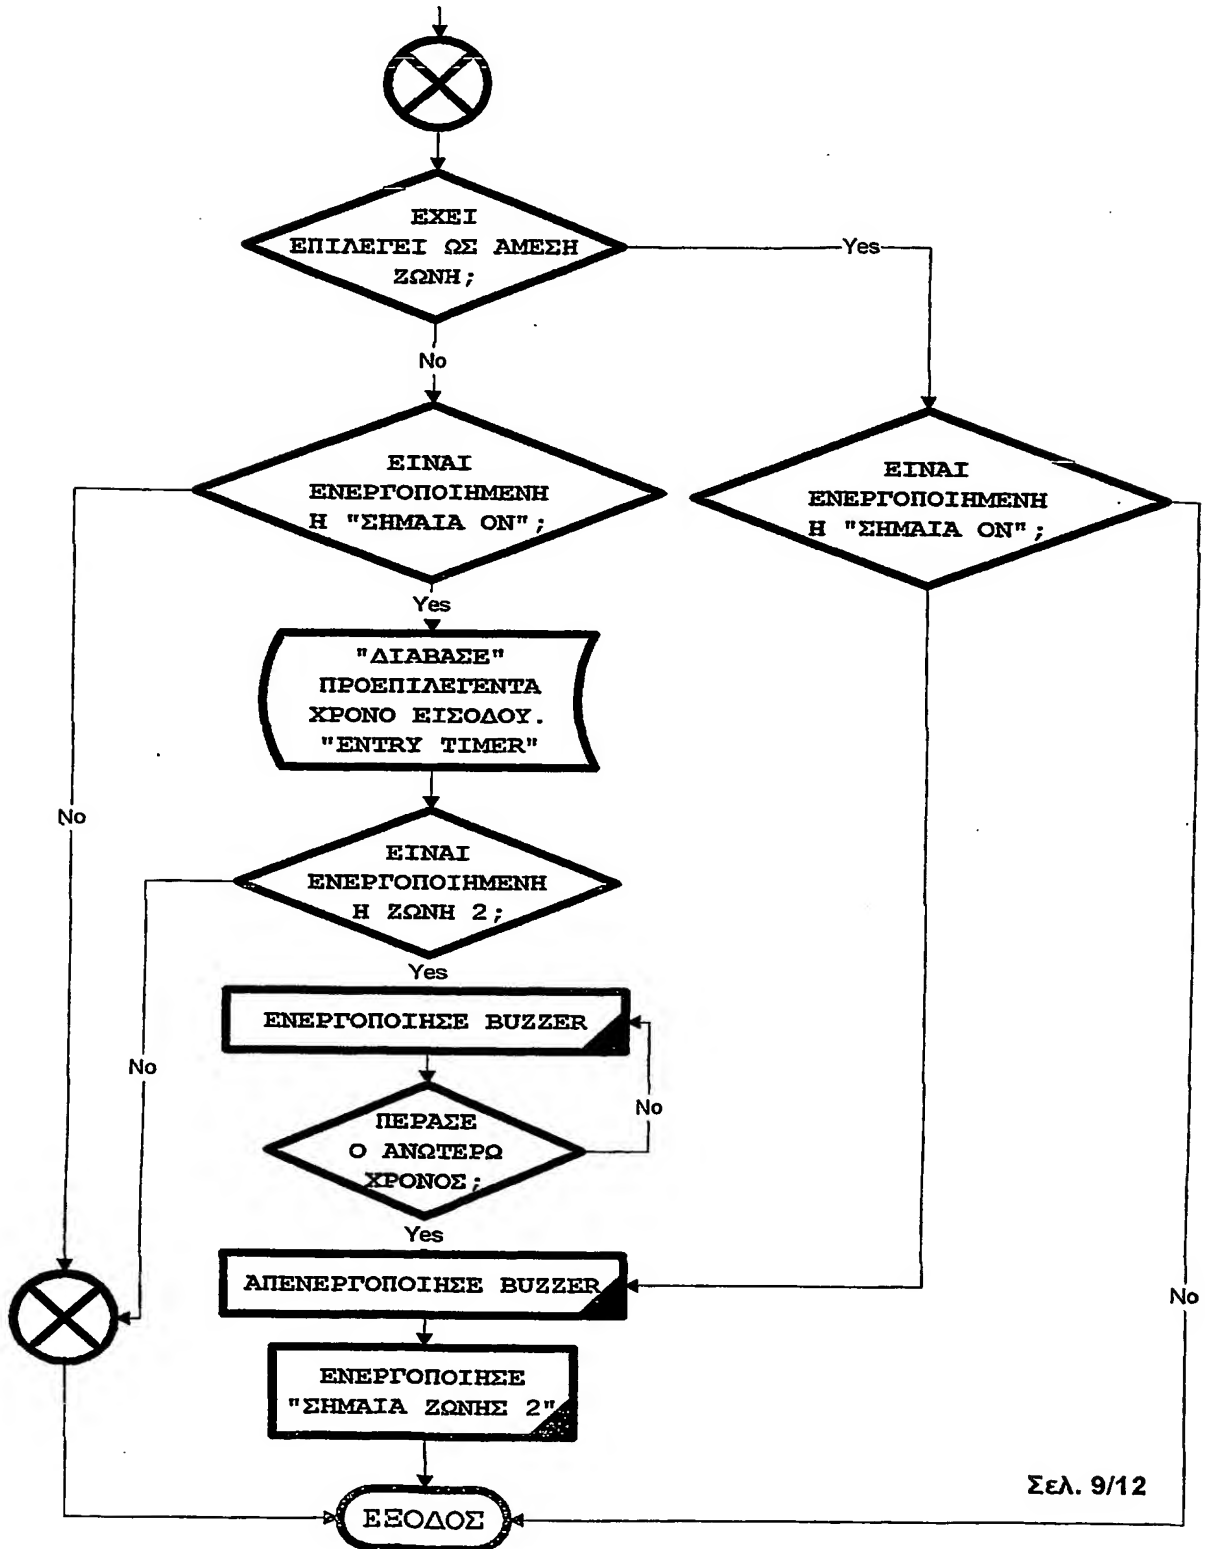 ΕΧΕΙ
ΕΠΙΛΕΓΕΙ ΩΣ ΑΜΕΣΗ
ΖΩΝΗ;
Yes
No
ΕΙΝΑΙ
ΕΝΕΡΓΟΠΟΙΗΜΕΝΗ
Η "ΣΗΜΑΙΑ ΟΝ";
ΕΙΝΑΙ
ΕΝΕΡΓΟΠΟΙΗΜΕΝΗ
Η "ΣΗΜΑΙΑ ΟΝ";
Yes
"ΔΙΑΒΑΣΕ"
ΠΡΟΕΠΙΛΕΓΕΝΤΑ
ΧΡΟΝΟ ΕΙΣΟΔΟΥ.
"ENTRY TIMER"
No
ΕΙΝΑΙ
ΕΝΕΡΓΟΠΟΙΗΜΕΝΗ
Η ΖΩΝΗ 2;
Yes
ΕΝΕΡΓΟΠΟΙΗΣΕ BUZZER
No
No
ΠΕΡΑΣΕ
Ο ΑΝΩΤΕΡΩ
ΧΡΟΝΟΣ;
Yes
ΑΠΕΝΕΡΓΟΠΟΙΗΣΕ BUZZER
No
ΕΝΕΡΓΟΠΟΙΗΣΕ
"ΣΗΜΑΙΑ ΖΩΝΗΣ 2"
Σελ. 9/12
ΕΞΟΔΟΣ